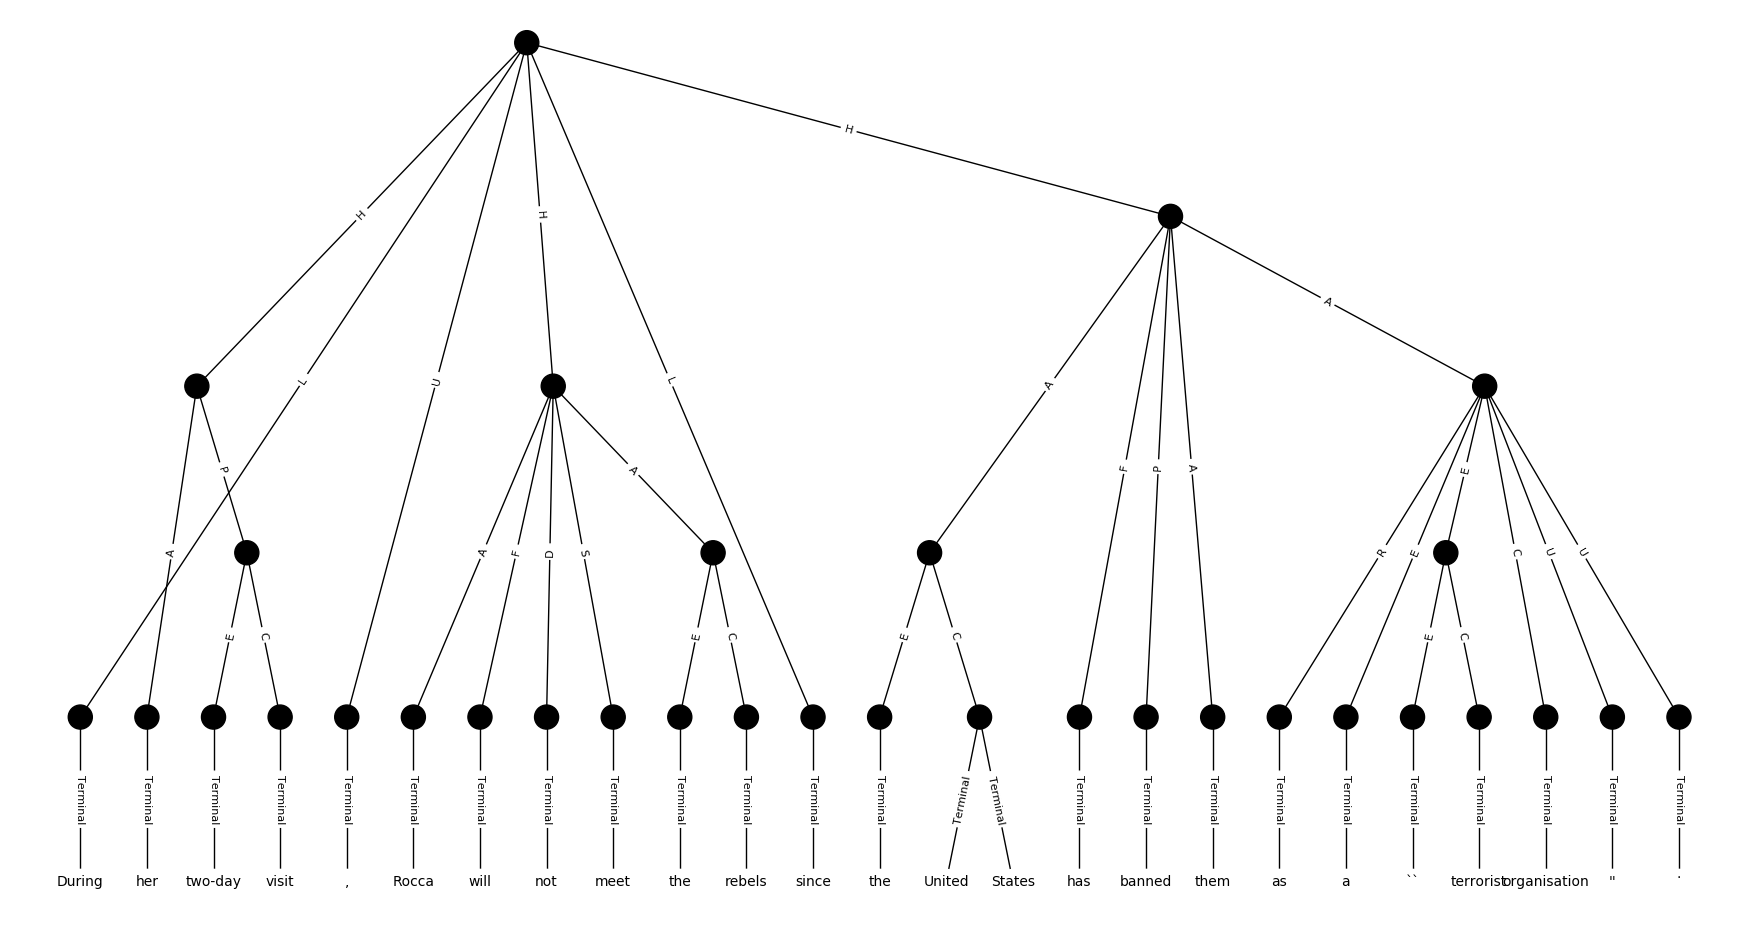 H
H
H
A
L
U
L
A
P
A
F
P
A
E
A
A
F
D
S
R
E
C
U
U
E
C
E
C
E
C
E
C
Terminal Terminal Terminal Terminal Terminal Terminal Terminal Terminal Terminal Terminal Terminal Terminal Terminal Terminal Terminal Terminal Terminal Terminal Terminal Terminal Terminal Terminal Terminal Terminal Terminal
During her two-day visit , Rocca will not meet the rebels since the United States has banned them as a `` terrorist organisation " .